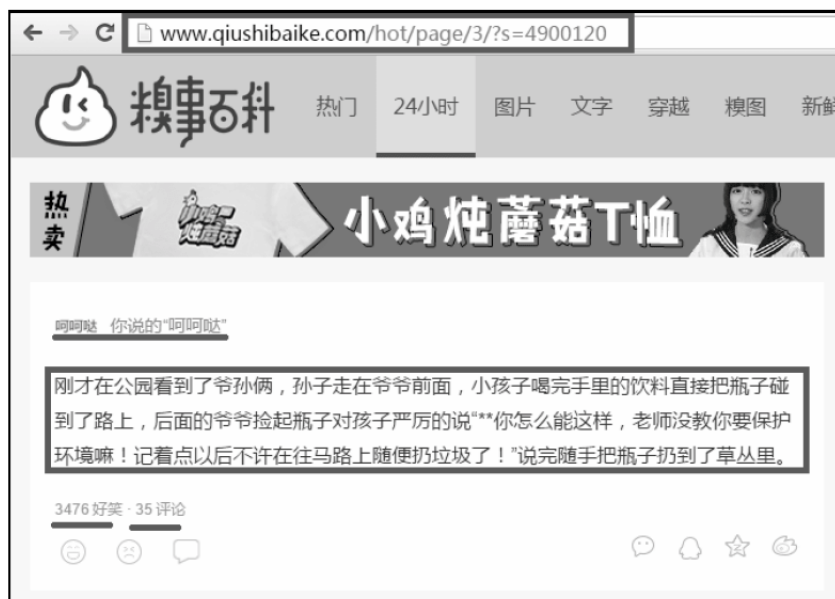 www.qiushibaike.com/hot/page/3/?s=4900120
糗事百科 热门 24小时 图片 文字 穿越 糗图 新鲜
热卖
小鸡炖蘑菇
小鸡炖蘑菇T恤
呵呵哒 你说的“呵呵哒”
刚才在公园看到了爷孙俩，孙子走在爷爷前面，小孩子喝完手里的饮料直接把瓶子碰
到了路上，后面的爷爷捡起瓶子对孩子严厉的说“**你怎么能这样，老师没教你要保护
环境嘛！记着点以后不许在往马路上随便扔垃圾了！”说完随手把瓶子扔到了草丛里。
3476 好笑 · 35 评论